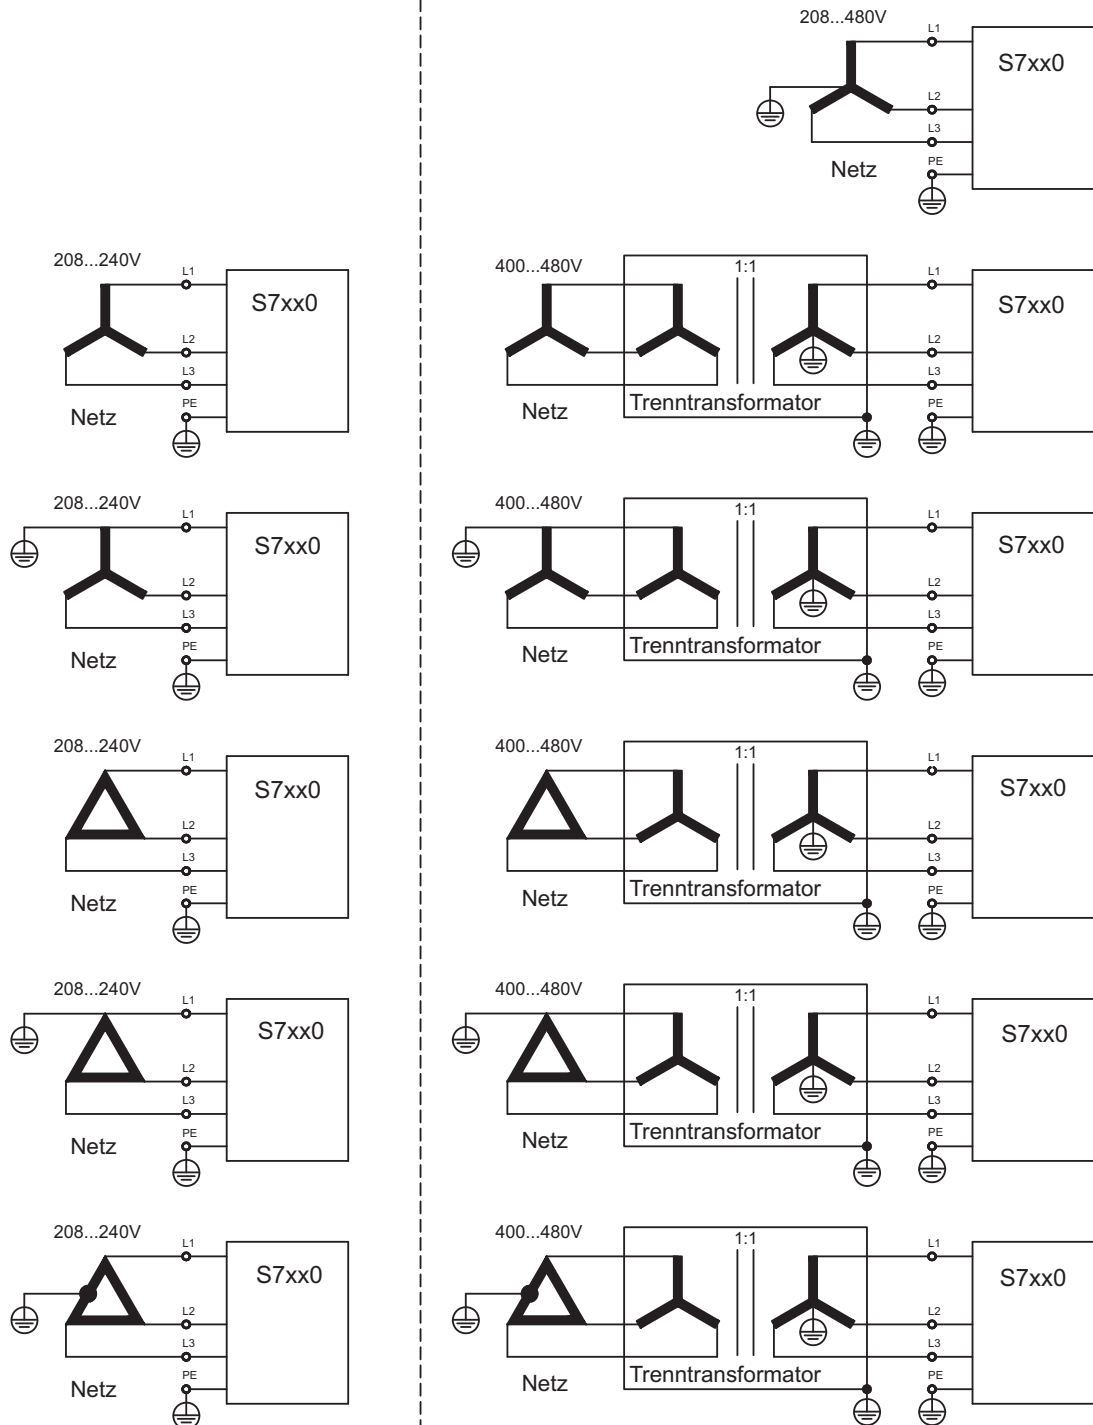 208...480V
L1
S7xx0
L2
L3
Netz
PE
208...240V
L1
S7xx0
L2
L3
PE
Netz
400...480V
1:1
L1
S7xx0
L2
L3
Trenntransformator
PE
Netz
208...240V
L1
S7xx0
L2
L3
PE
Netz
400...480V
1:1
L1
S7xx0
L2
L3
Trenntransformator
PE
Netz
208...240V
L1
S7xx0
L2
L3
PE
Netz
400...480V
1:1
L1
S7xx0
L2
L3
Trenntransformator
PE
Netz
208...240V
L1
S7xx0
L2
L3
PE
Netz
400...480V
1:1
L1
S7xx0
L2
L3
Trenntransformator
PE
Netz
208...240V
L1
S7xx0
L2
L3
PE
Netz
400...480V
1:1
L1
S7xx0
L2
L3
Trenntransformator
PE
Netz